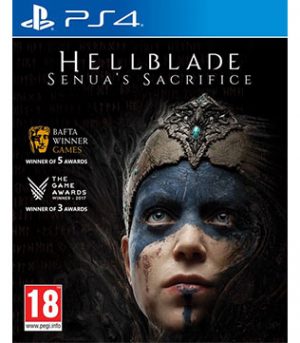 PS4
HELLBLADE
SENUA'S SACRIFICE
BAFTA
WINNER
GAMES
WINNER OF 5 AWARDS
THE
GAME
AWARDS
WINNER - 2017
WINNER OF 3 AWARDS
18
www.pegi.info